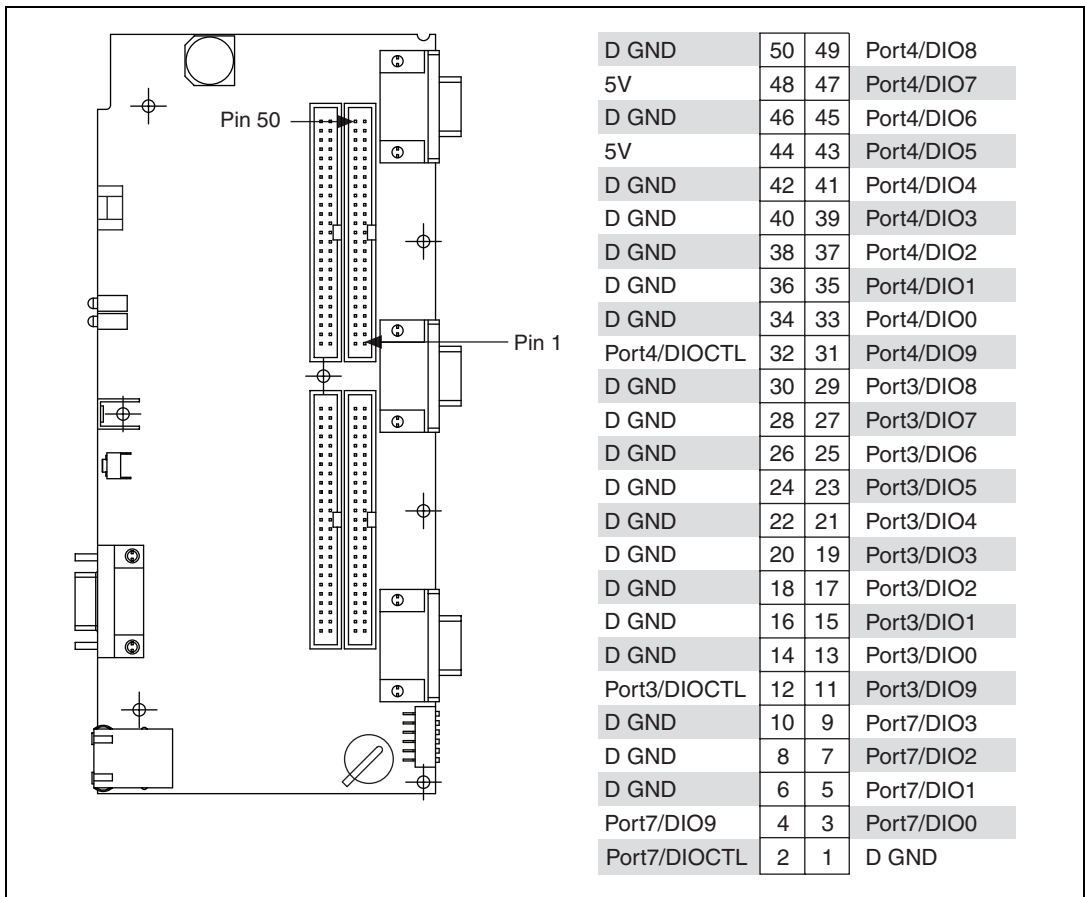 Pin 50
Pin 1
D GND 50 49 Port4/DIO8
5V 48 47 Port4/DIO7
D GND 46 45 Port4/DIO6
5V 44 43 Port4/DIO5
D GND 42 41 Port4/DIO4
D GND 40 39 Port4/DIO3
D GND 38 37 Port4/DIO2
D GND 36 35 Port4/DIO1
D GND 34 33 Port4/DIO0
Port4/DIOCTL 32 31 Port4/DIO9
D GND 30 29 Port3/DIO8
D GND 28 27 Port3/DIO7
D GND 26 25 Port3/DIO6
D GND 24 23 Port3/DIO5
D GND 22 21 Port3/DIO4
D GND 20 19 Port3/DIO3
D GND 18 17 Port3/DIO2
D GND 16 15 Port3/DIO1
D GND 14 13 Port3/DIO0
Port3/DIOCTL 12 11 Port3/DIO9
D GND 10 9 Port7/DIO3
D GND 8 7 Port7/DIO2
D GND 6 5 Port7/DIO1
Port7/DIO9 4 3 Port7/DIO0
Port7/DIOCTL 2 1 D GND